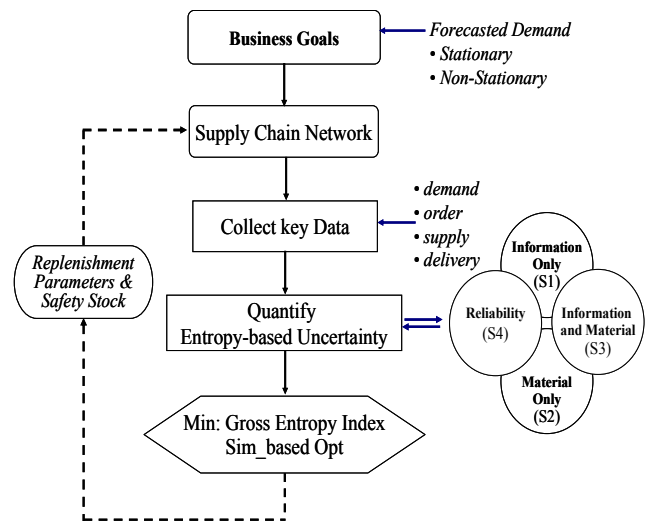 Business Goals
Forecasted Demand
• Stationary
• Non-Stationary
Supply Chain Network
Collect key Data
• demand
• order
• supply
• delivery
Replenishment
Parameters &
Safety Stock
Quantify
Entropy-based Uncertainty
Information
Only
(S1)
Reliability
(S4)
Information
and Material
(S3)
Material
Only
(S2)
Min: Gross Entropy Index
Sim_based Opt